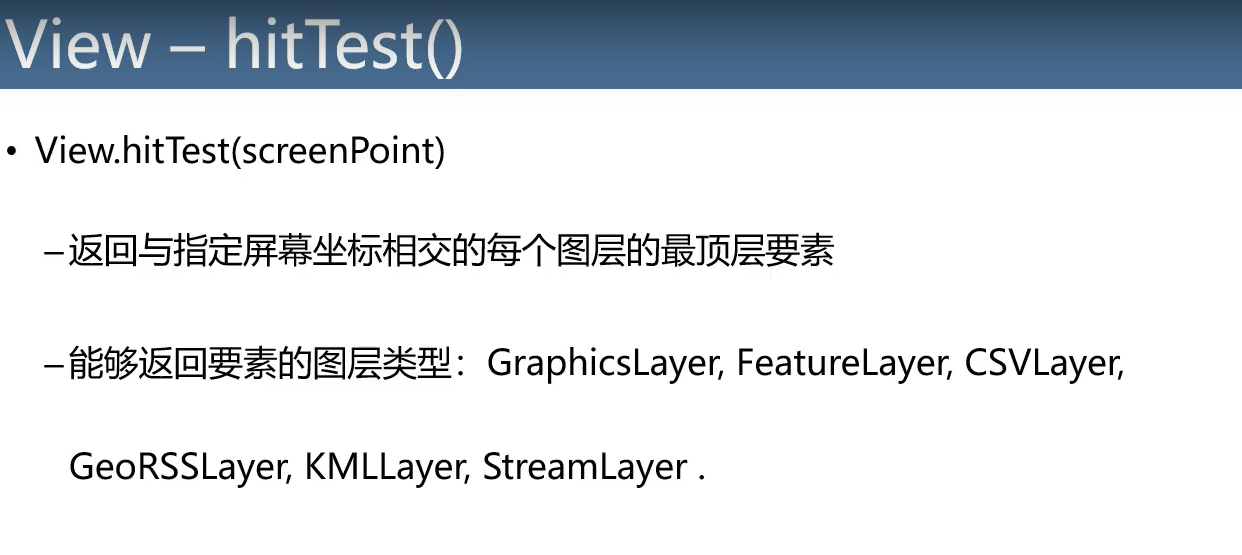 View – hitTest()
• View.hitTest(screenPoint)
–返回与指定屏幕坐标相交的每个图层的最顶层要素
–能够返回要素的图层类型：GraphicsLayer, FeatureLayer, CSVLayer,
GeoRSSLayer, KMLLayer, StreamLayer .